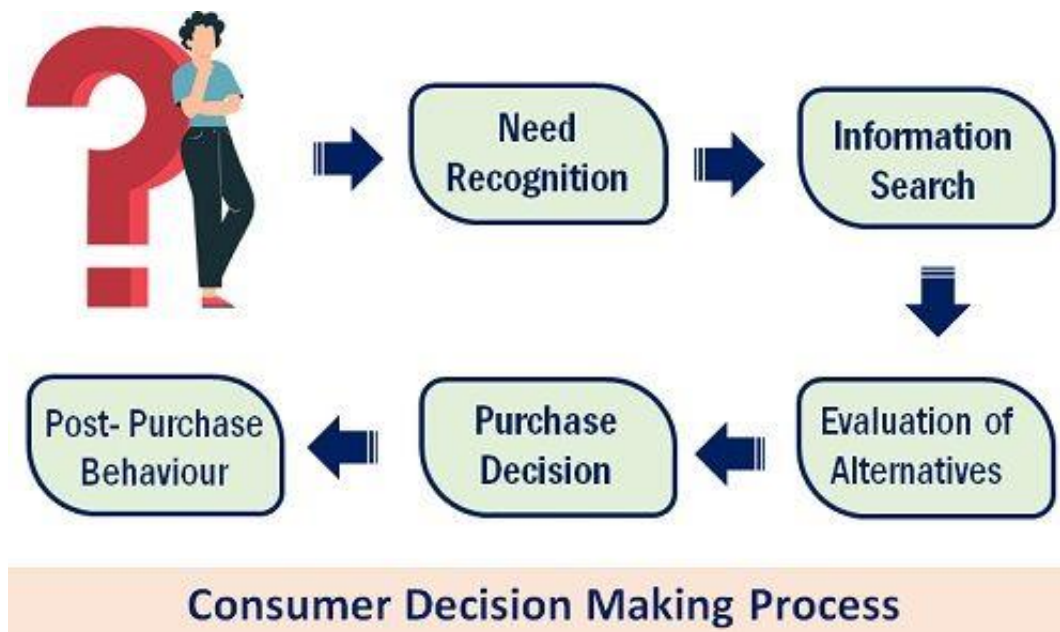 Need
Recognition
Information
Search
Evaluation of
Alternatives
Purchase
Decision
Post- Purchase
Behaviour
Consumer Decision Making Process